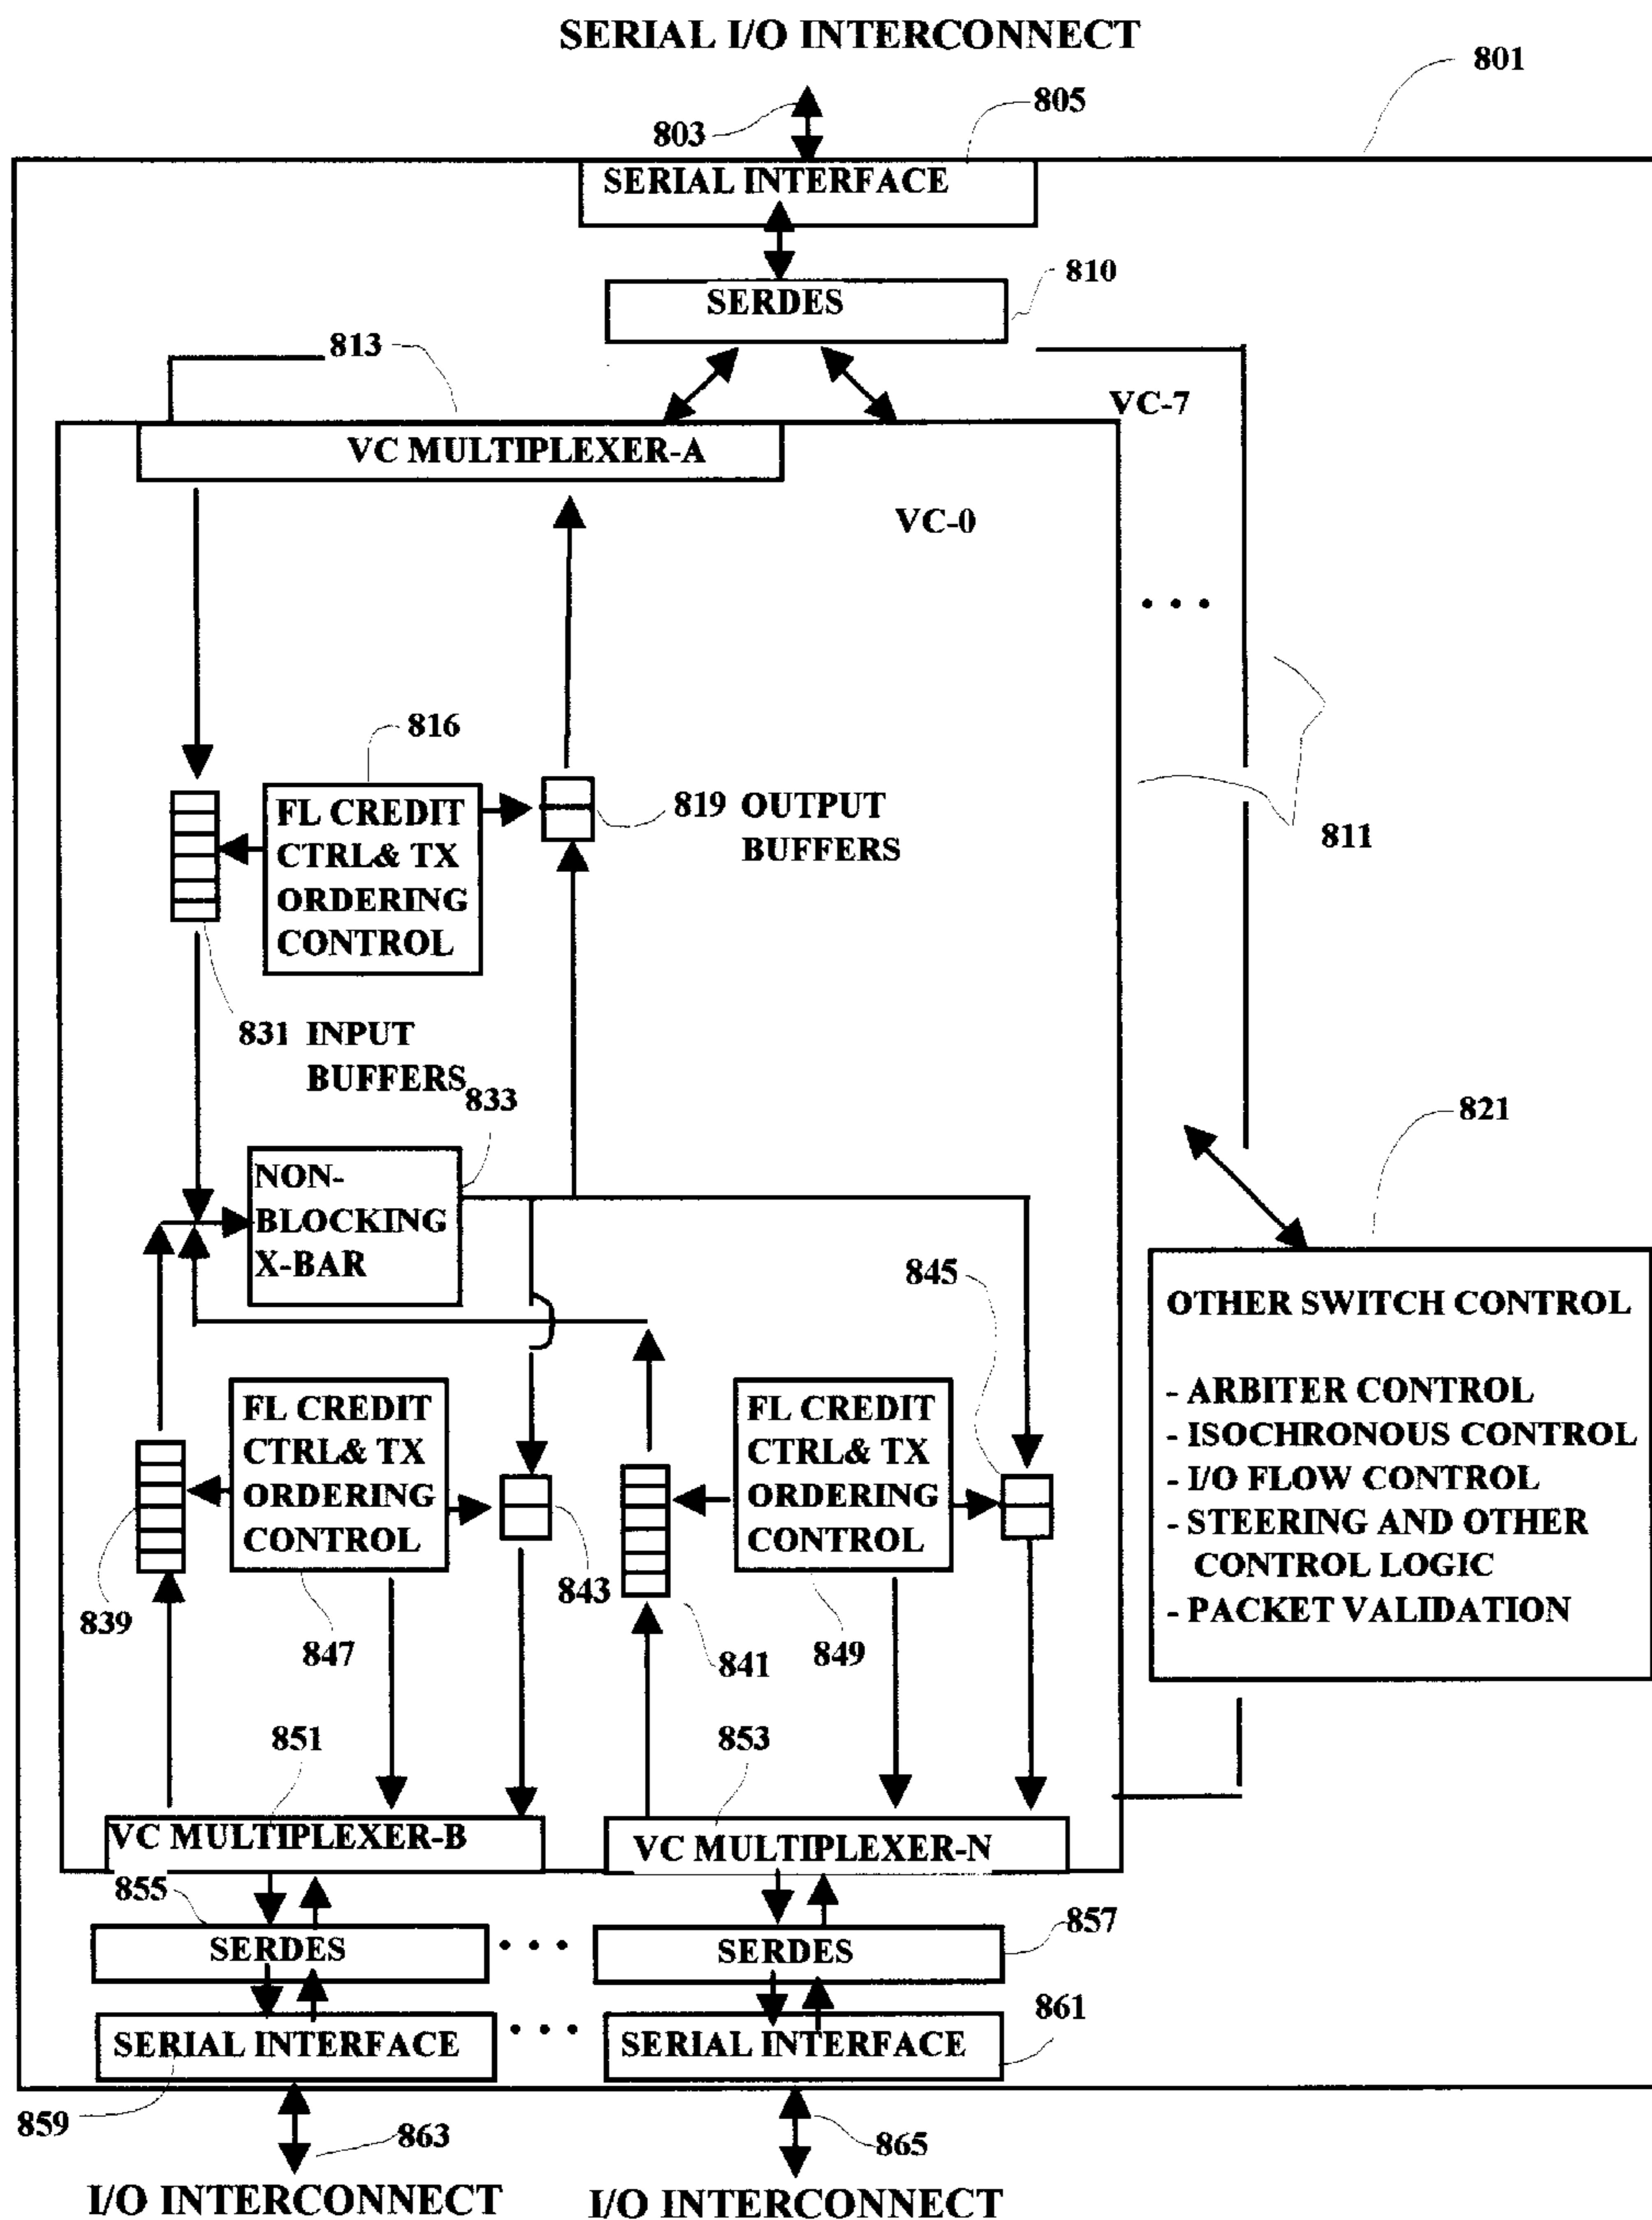 SERIAL I/O INTERCONNECT
801
805
803
SERIAL INTERFACE
810
SERDES
813
VC-7
VC MULTIPLEXER-A
VC-0
• • •
816
FL CREDIT
CTRL& TX
ORDERING
CONTROL
819 OUTPUT
BUFFERS
811
831 INPUT
BUFFERS
833
821
NON-
BLOCKING
X-BAR
845
OTHER SWITCH CONTROL
- ARBITER CONTROL
- ISOCHRONOUS CONTROL
- I/O FLOW CONTROL
- STEERING AND OTHER
CONTROL LOGIC
- PACKET VALIDATION
FL CREDIT
CTRL& TX
ORDERING
CONTROL
FL CREDIT
CTRL& TX
ORDERING
CONTROL
839
843
847
841
849
851
853
VC MULTIPLEXER-B
VC MULTIPLEXER-N
855
857
SERDES
• • •
SERDES
861
SERIAL INTERFACE
• • •
SERIAL INTERFACE
859
863
865
I/O INTERCONNECT
I/O INTERCONNECT